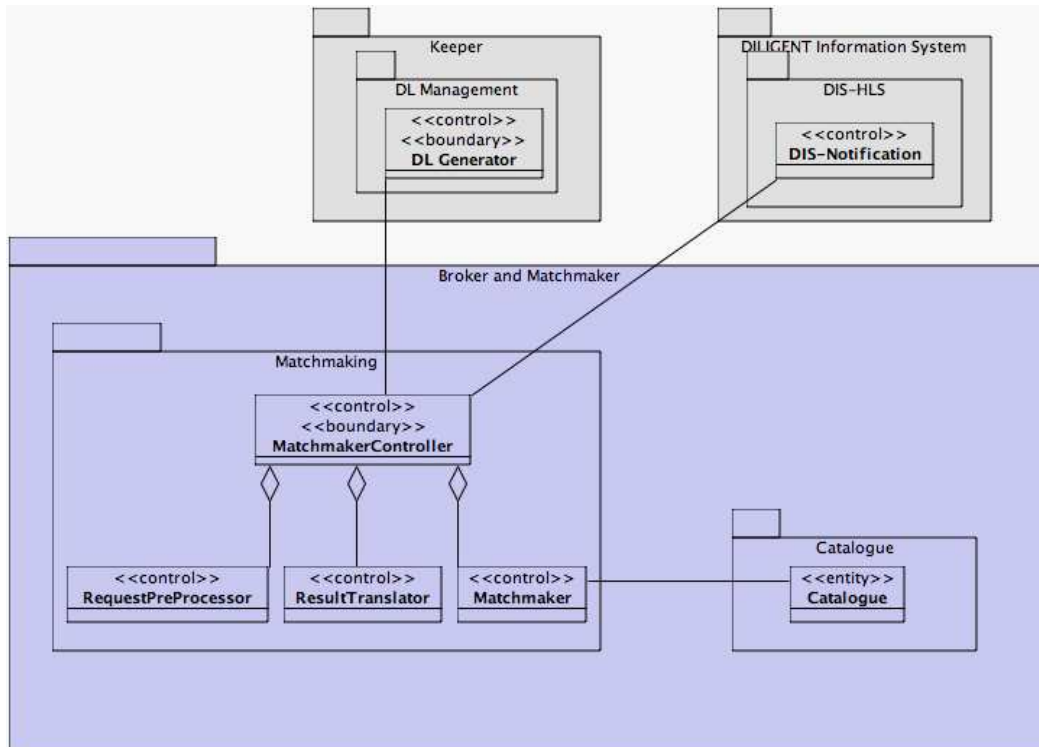 Keeper
DILIGENT Information System
DL Management
DIS-HLS
<<control>>
<<boundary>>
DL Generator
<<control>>
DIS-Notification
Broker and Matchmaker
Matchmaking
<<control>>
<<boundary>>
MatchmakerController
Catalogue
<<control>>
RequestPreProcessor
<<control>>
ResultTranslator
<<control>>
Matchmaker
<<entity>>
Catalogue